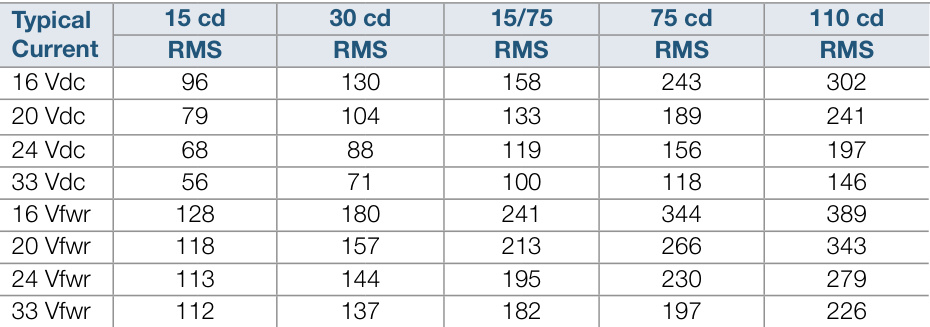 Typical Current 15 cd 30 cd 15/75 75 cd 110 cd
RMS RMS RMS RMS RMS
16 Vdc 96 130 158 243 302
20 Vdc 79 104 133 189 241
24 Vdc 68 88 119 156 197
33 Vdc 56 71 100 118 146
16 Vfwr 128 180 241 344 389
20 Vfwr 118 157 213 266 343
24 Vfwr 113 144 195 230 279
33 Vfwr 112 137 182 197 226